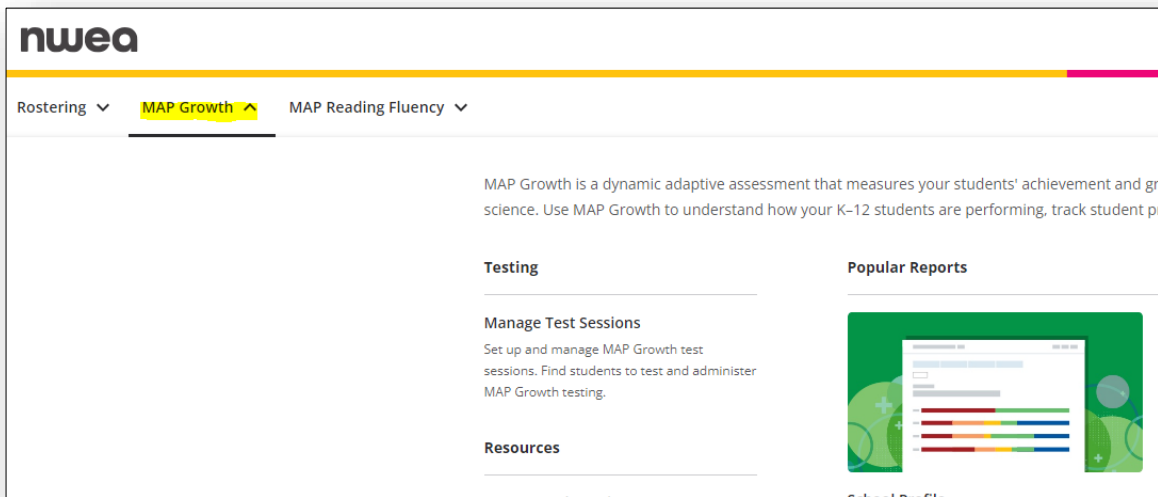 nwea
Rostering MAP Growth MAP Reading Fluency
MAP Growth is a dynamic adaptive assessment that measures your students' achievement and gr
science. Use MAP Growth to understand how your K–12 students are performing, track student p
Testing
Popular Reports
Manage Test Sessions
Set up and manage MAP Growth test
sessions. Find students to test and administer
MAP Growth testing.
Resources